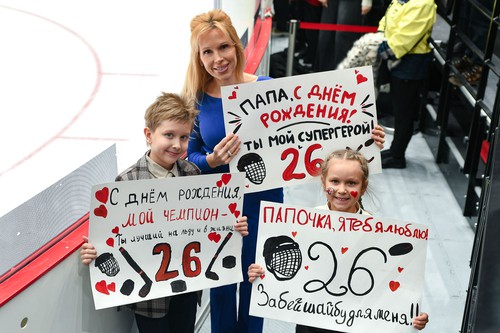 ПАПА, С ДНЁМ
РОЖДЕНИЯ!
ТЫ МОЙ СУПЕРГЕРОЙ!
26
С ДНЁМ РОЖДЕНИЯ,
МОЙ ЧЕМПИОН-
Ты лучший на льду и в жизни
26
ПАПОЧКА, Я ТЕБЯ ЛЮБЛЮ
26
Забей шайбу для меня!!